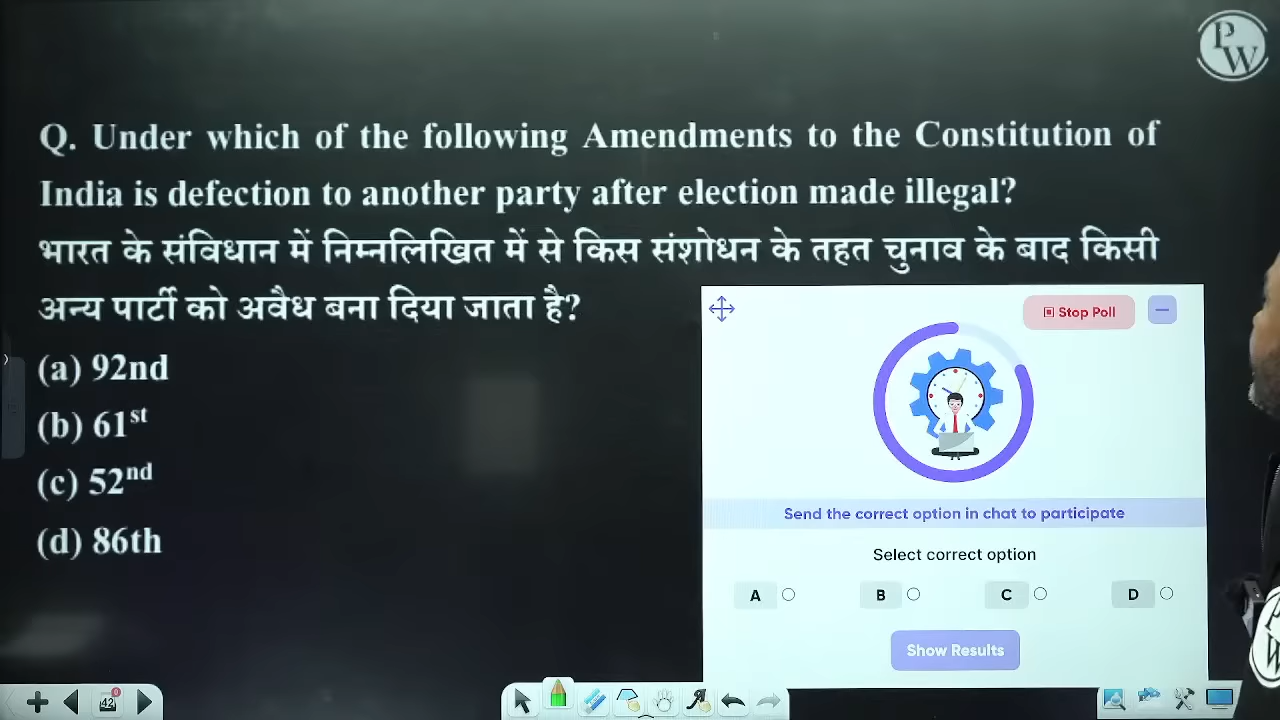 PW
Q. Under which of the following Amendments to the Constitution of
India is defection to another party after election made illegal?
भारत के संविधान में निम्नलिखित में से किस संशोधन के तहत चुनाव के बाद किसी
अन्य पार्टी को अवैध बना दिया जाता है?
(a) 92nd
(b) 61st
(c) 52nd
(d) 86th
Stop Poll
Send the correct option in chat to participate
Select correct option
A
B
C
D
Show Results
42